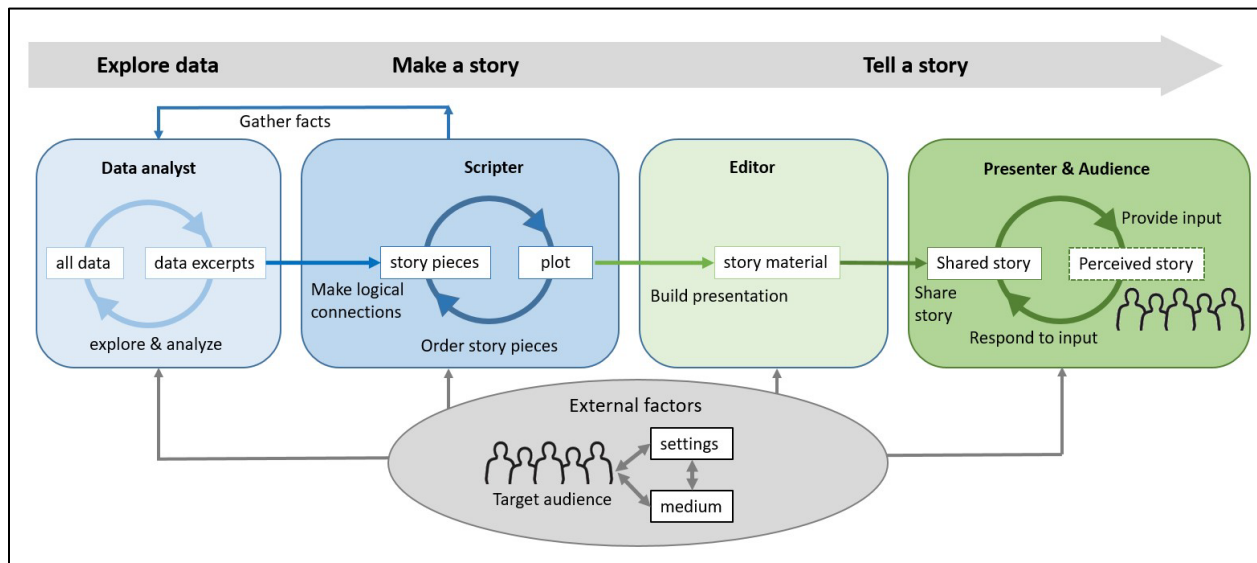 Explore data
Make a story
Tell a story
Gather facts
Data analyst
Scripter
Editor
Presenter & Audience
all data
data excerpts
explore & analyze
story pieces
plot
Make logical
connections
Order story pieces
story material
Build presentation
Provide input
Shared story
Perceived story
Share
story
Respond to input
External factors
settings
Target audience
medium